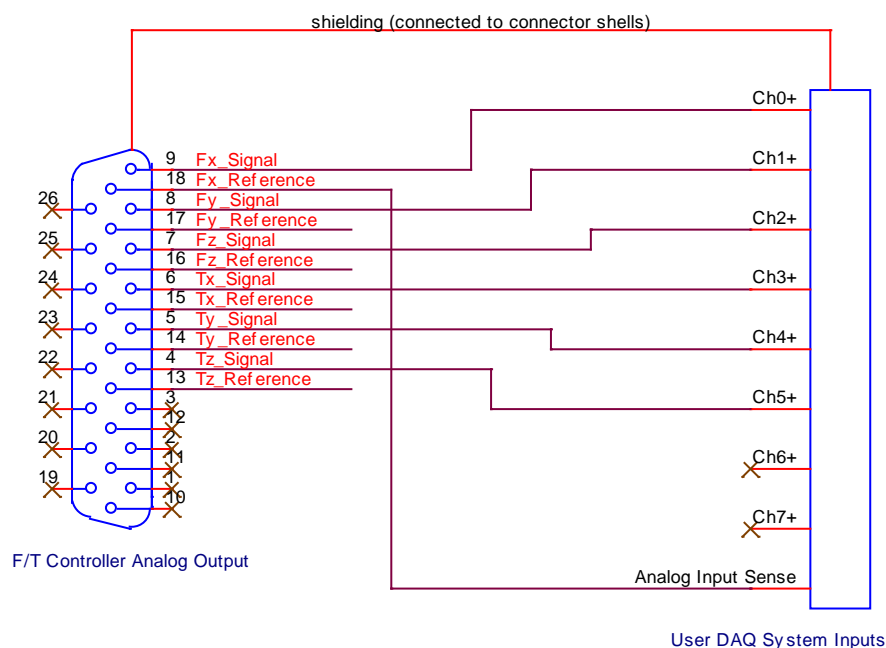 shielding (connected to connector shells)
Ch0+
9 Fx_Signal
Ch1+
18 Fx_Reference
26
8 Fy_Signal
17 Fy_Reference
Ch2+
25
7 Fz_Signal
16 Fz_Reference
24
6 Tx_Signal
Ch3+
15 Tx_Reference
23
5 Ty_Signal
Ch4+
14 Ty_Reference
22
4 Tz_Signal
13 Tz_Reference
Ch5+
21
3
12
20
2
Ch6+
11
19
1
10
Ch7+
F/T Controller Analog Output
Analog Input Sense
User DAQ System Inputs